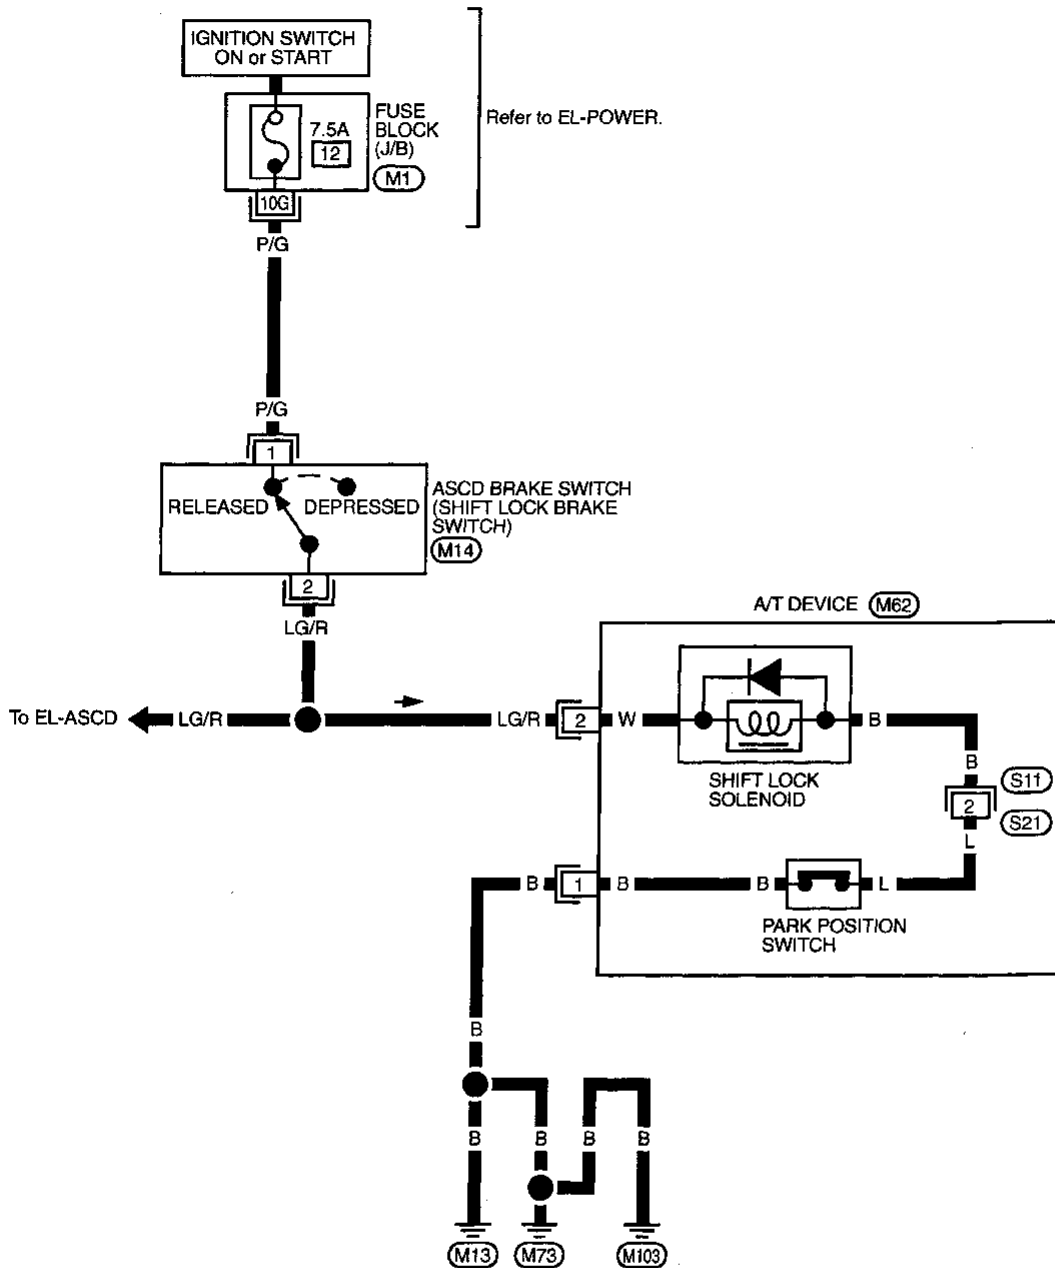 IGNITION SWITCH
ON or START
FUSE
BLOCK
(J/B)
M1
7.5A
12
10G
Refer to EL-POWER.
P/G
P/G
1
RELEASED
DEPRESSED
ASCD BRAKE SWITCH
(SHIFT LOCK BRAKE
SWITCH)
M14
2
LG/R
A/T DEVICE
M62
To EL-ASCD
LG/R
LG/R
2
W
B
SHIFT LOCK
SOLENOID
B
S11
2
S21
L
B
1
B
B
L
PARK POSITION
SWITCH
B
B
B
B
B
M13
M73
M103